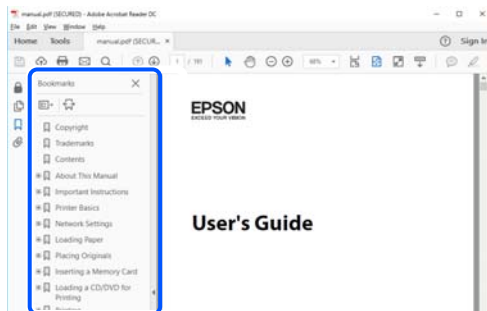 manual.pdf (SECURED) - Adobe Acrobat Reader DC
File Edit View Window Help
Home Tools manual.pdf (SECUR... ×
Sign In
Bookmarks
Copyright
Trademarks
Contents
About This Manual
Important Instructions
Printer Basics
Network Settings
Loading Paper
Placing Originals
Inserting a Memory Card
Loading a CD/DVD for
Printing
EPSON
EXCEED YOUR VISION
User's Guide